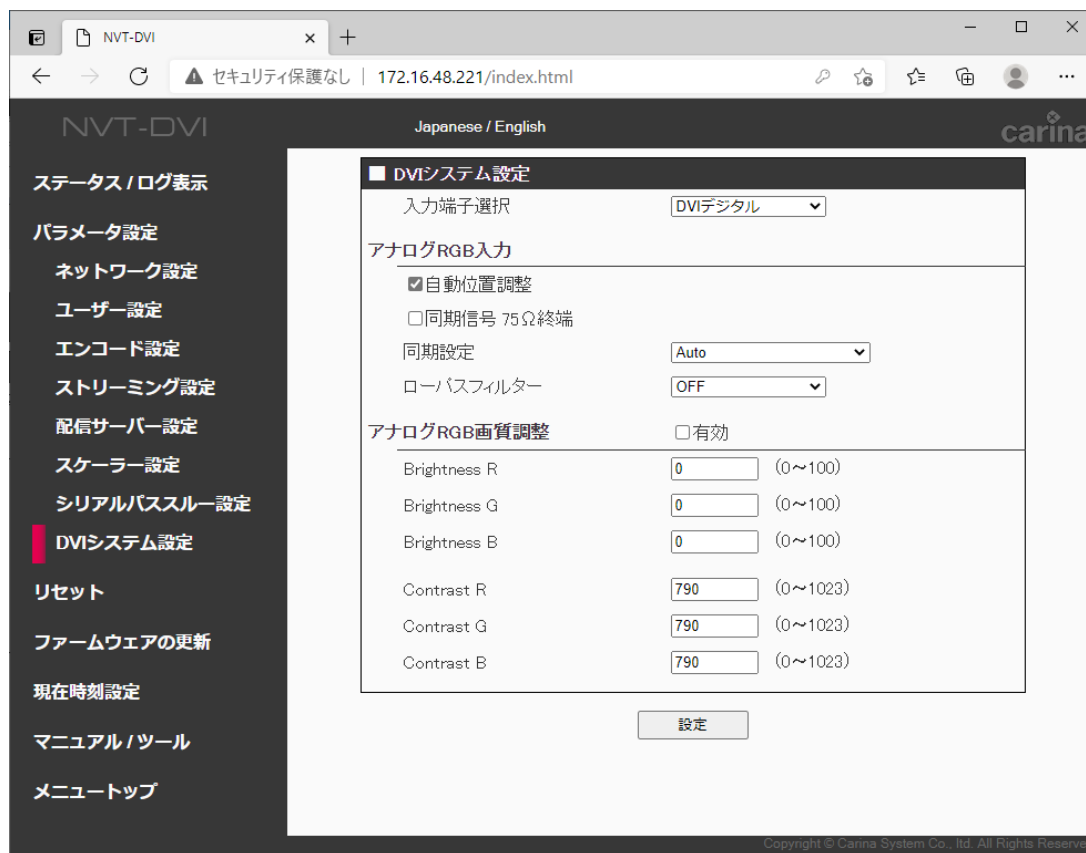 NVT-DVI
セキュリティ保護なし | 172.16.48.221/index.html
NVT-DVI
Japanese / English
carina
ステータス / ログ表示
パラメータ設定
ネットワーク設定
ユーザー設定
エンコード設定
ストリーミング設定
配信サーバー設定
スケーラー設定
シリアルパススルー設定
DVIシステム設定
リセット
ファームウェアの更新
現在時刻設定
マニュアル / ツール
メニュートップ
■ DVIシステム設定
入力端子選択 DVIデジタル
アナログRGB入力
自動位置調整
同期信号 75Ω終端
同期設定 Auto
ローパスフィルター OFF
アナログRGB画質調整 有効
Brightness R 0 (0～100)
Brightness G 0 (0～100)
Brightness B 0 (0～100)
Contrast R 790 (0～1023)
Contrast G 790 (0～1023)
Contrast B 790 (0～1023)
設定
Copyright © Carina System Co., ltd. All Rights Reserve